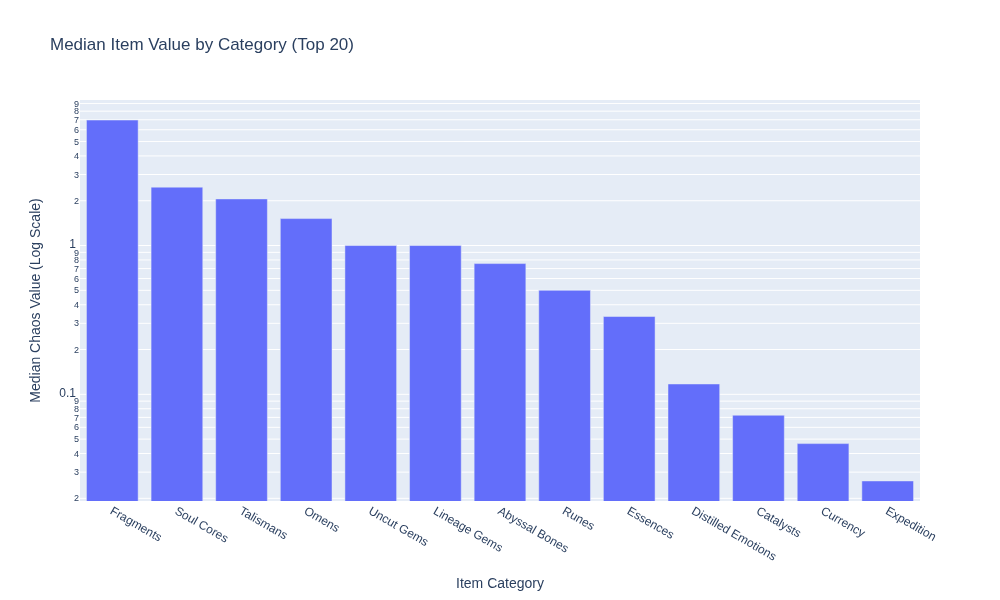 Median Item Value by Category (Top 20)
Median Chaos Value (Log Scale)
9
8
7
6
5
4
3
2
1
9
8
7
6
5
4
3
2
0.1
9
8
7
6
5
4
3
2
Fragments
Soul Cores
Talismans
Omens
Uncut Gems
Lineage Gems
Abyssal Bones
Runes
Essences
Distilled Emotions
Catalysts
Currency
Expedition
Item Category